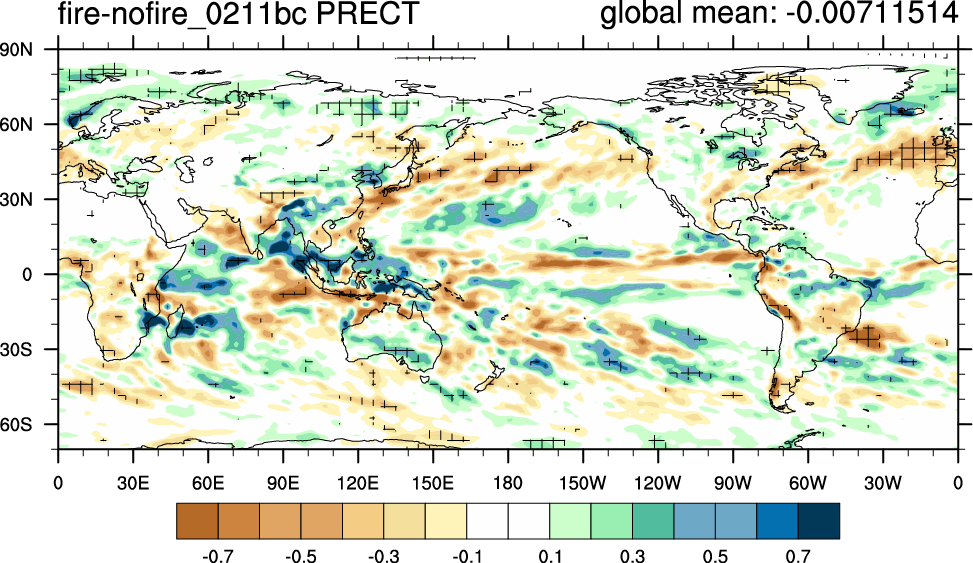 fire-nofire_0211bc PRECT global mean: -0.00711514
90N
60N
30N
0
30S
60S
0 30E 60E 90E 120E 150E 180 150W 120W 90W 60W 30W 0
-0.7 -0.5 -0.3 -0.1 0.1 0.3 0.5 0.7